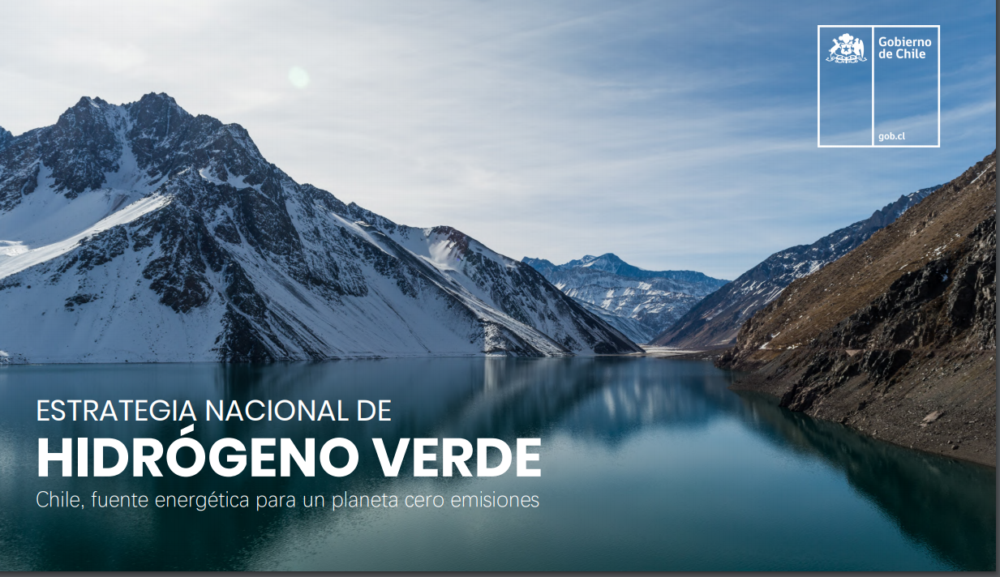 Gobierno
de Chile
gob.cl
ESTRATEGIA NACIONAL DE
HIDRÓGENO VERDE
Chile, fuente energética para un planeta cero emisiones